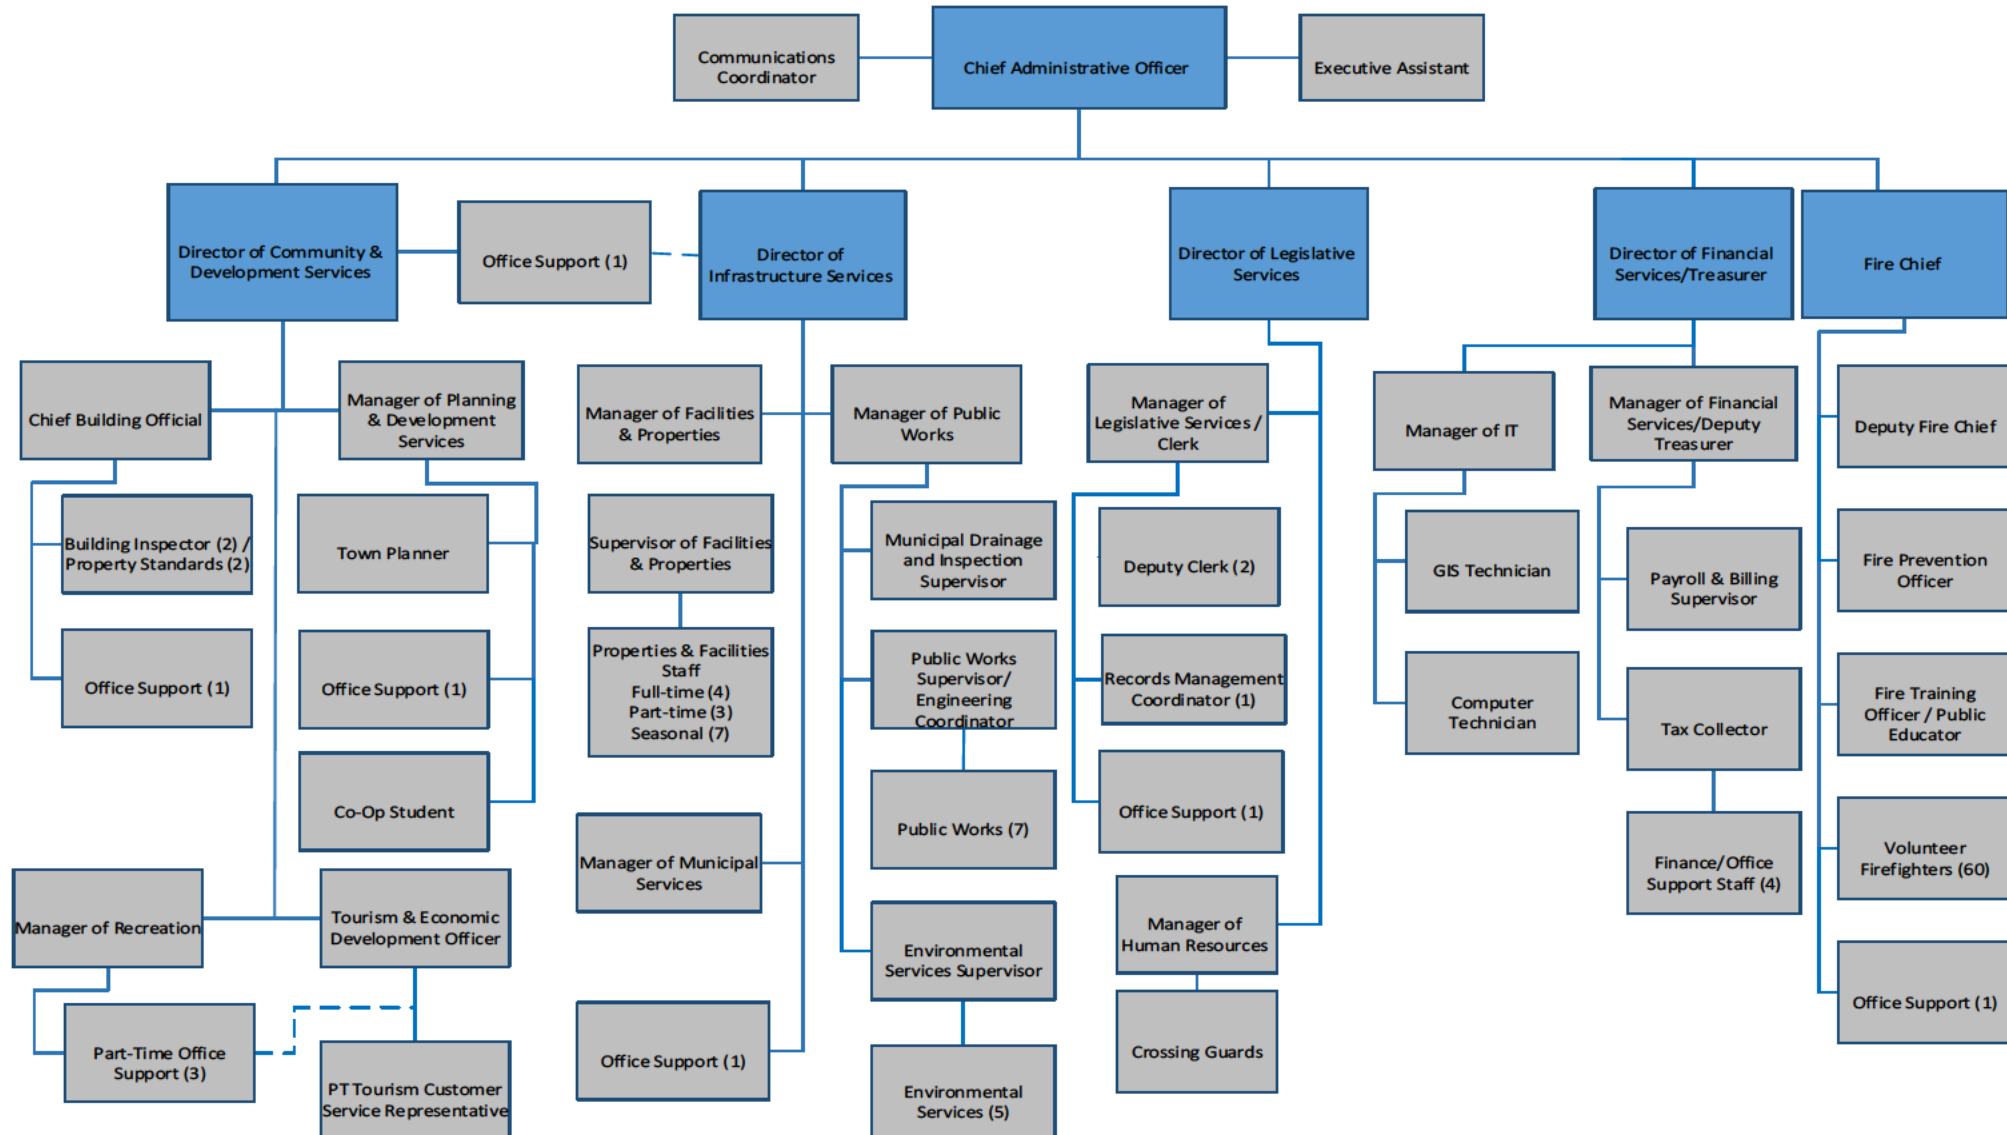 Communications
Coordinator
Chief Administrative Officer
Executive Assistant
Director of Community &
Development Services
Office Support (1)
Director of
Infrastructure Services
Director of Legislative
Services
Director of Financial
Services/Treasurer
Fire Chief
Chief Building Official
Manager of Planning
& Development
Services
Manager of Facilities
& Properties
Manager of Public
Works
Manager of
Legislative Services /
Clerk
Manager of IT
Manager of Financial
Services/Deputy
Treasurer
Deputy Fire Chief
Building Inspector (2) /
Property Standards (2)
Town Planner
Supervisor of Facilities
& Properties
Municipal Drainage
and Inspection
Supervisor
Deputy Clerk (2)
GIS Technician
Payroll & Billing
Supervisor
Fire Prevention
Officer
Office Support (1)
Office Support (1)
Properties & Facilities
Staff
Full-time (4)
Part-time (3)
Seasonal (7)
Public Works
Supervisor/
Engineering
Coordinator
Records Management
Coordinator (1)
Computer
Technician
Tax Collector
Fire Training
Officer / Public
Educator
Co-Op Student
Manager of Municipal
Services
Public Works (7)
Office Support (1)
Finance/Office
Support Staff (4)
Volunteer
Firefighters (60)
Manager of Recreation
Tourism & Economic
Development Officer
Environmental
Services Supervisor
Manager of
Human Resources
Office Support (1)
Part-Time Office
Support (3)
PT Tourism Customer
Service Representative
Office Support (1)
Environmental
Services (5)
Crossing Guards